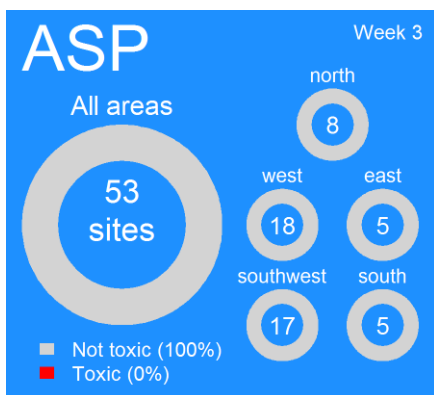 ASP
Week 3
All areas
53
sites
north
8
west
18
east
5
southwest
17
south
5
Not toxic (100%)
Toxic (0%)